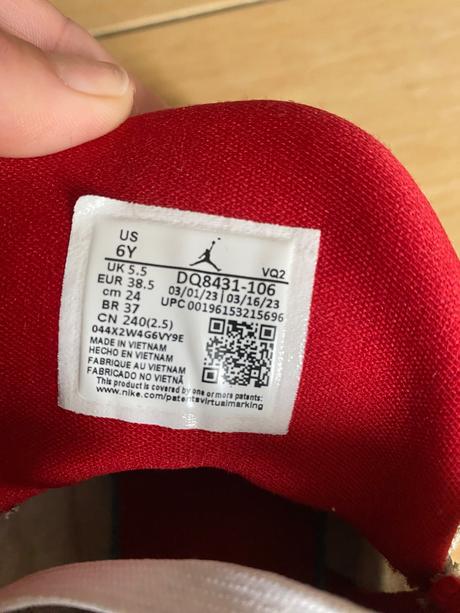 US
6Y
UK 5.5
EUR 38.5
cm 24
BR 37
CN 240(2.5)
044X2W4G6VY9E
VQ2
DQ8431-106
03/01/23 | 03/16/23
UPC 00196153215696
MADE IN VIETNAM
HECHO EN VIETNAM
FABRIQUE AU VIETNAM
FABRICADO NO VIETNÃ
This product is covered by one or more patents:
www.nike.com/patentsvirtualmarking